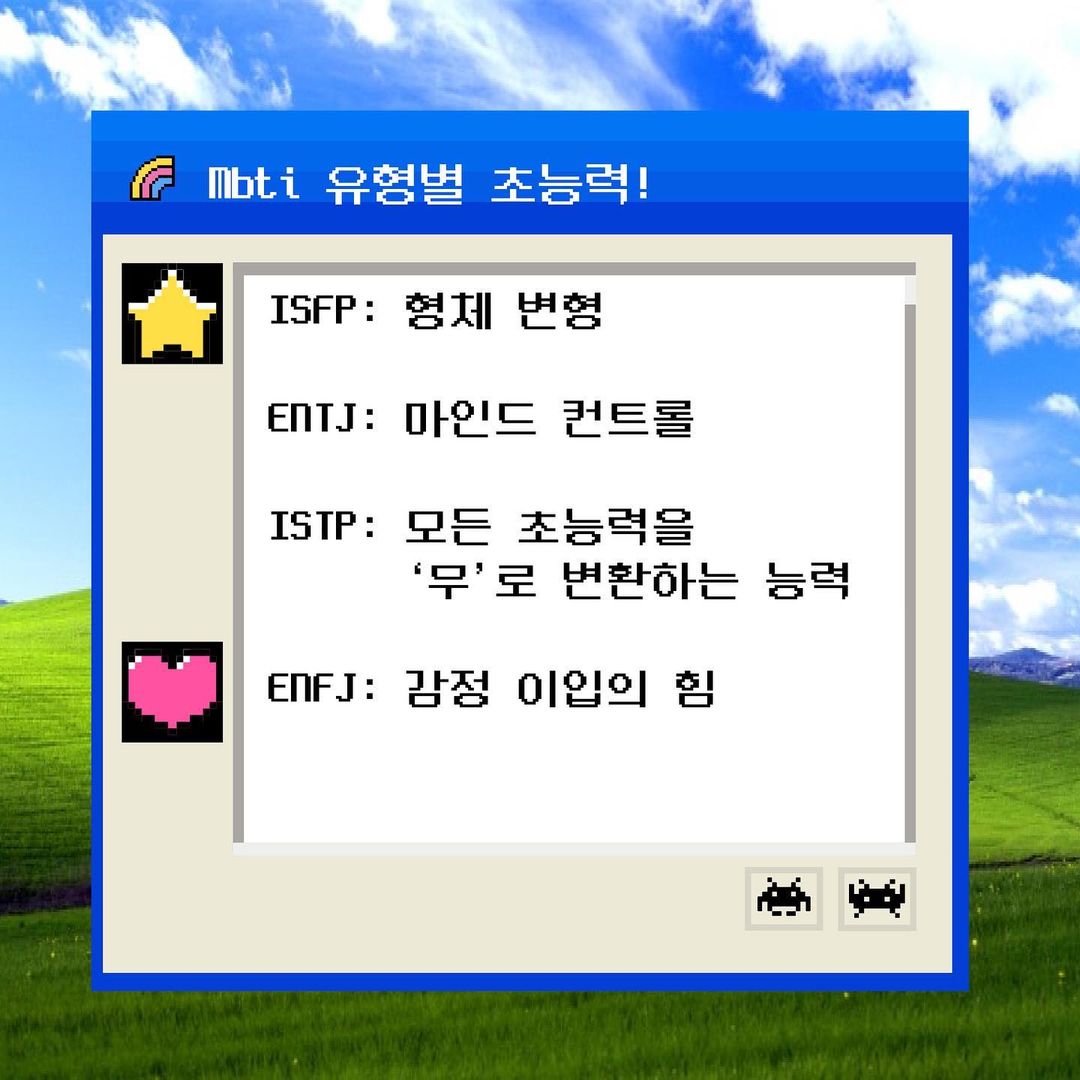 Mbti 유형별 초능력!
ISFP: 형체 변형
ENTJ: 마인드 컨트롤
ISTP: 모든 초능력을
‘무’로 변환하는 능력
ENFJ: 감정 이입의 힘